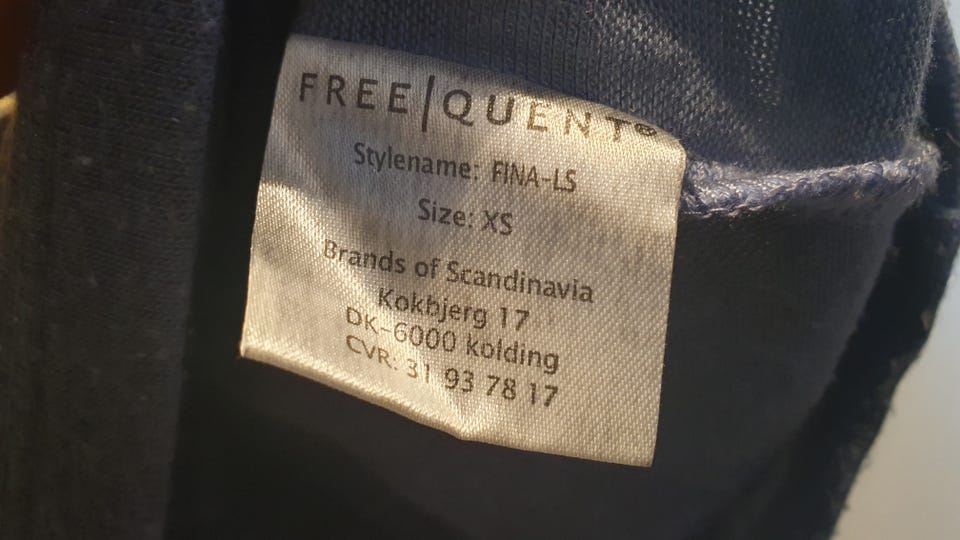 FREE|QUENT®
Stylename: FINA-LS
Size: XS
Brands of Scandinavia
Kokbjerg 17
DK-6000 Kolding
CVR: 31 93 78 17